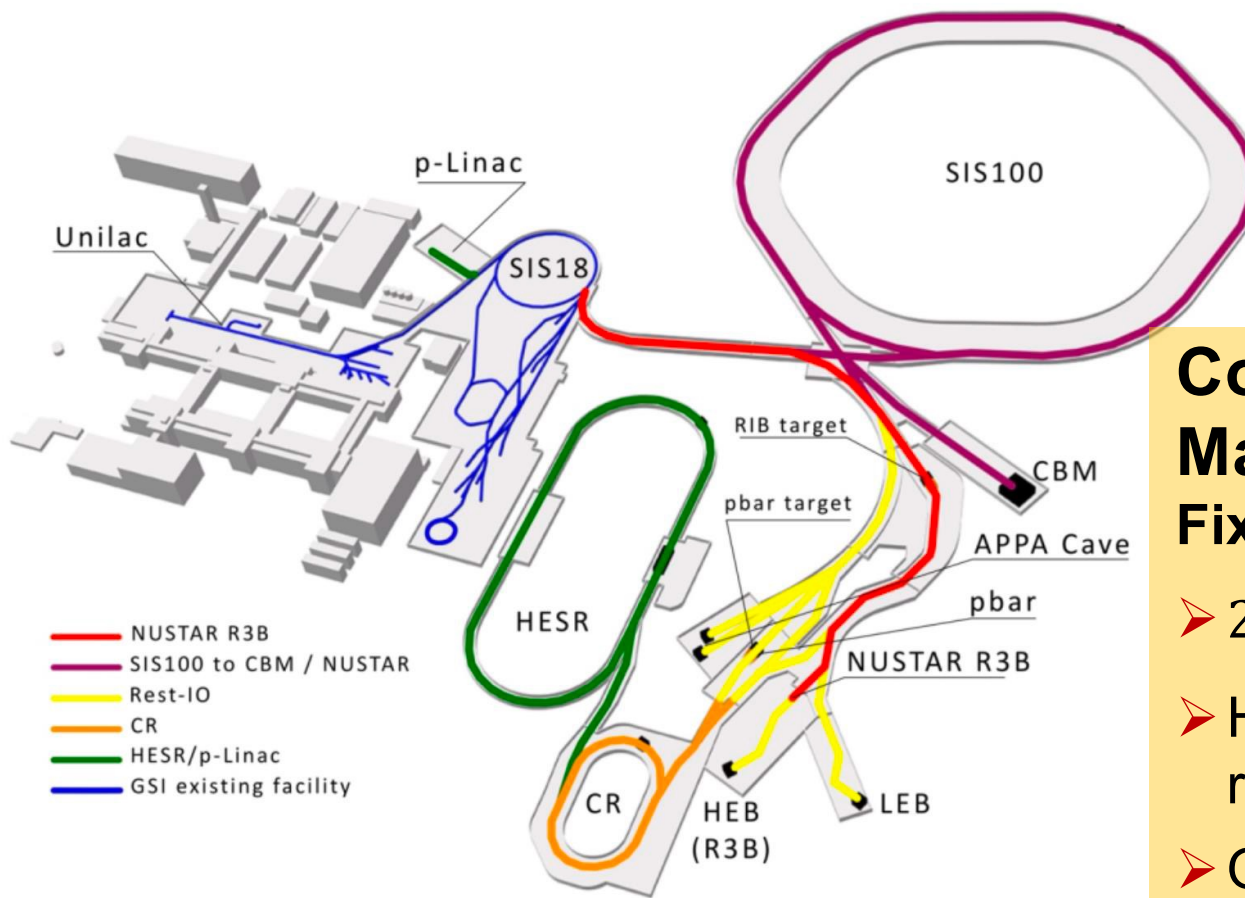 p-Linac
SIS100
Unilac
SIS18
RIB target
CBM
pbar target
APPA Cave
pbar
HESR
NUSTAR R3B
NUSTAR R3B
SIS100 to CBM / NUSTAR
Rest-IO
CR
HESR/p-Linac
GSI existing facility
CR
HEB
(R3B)
LEB
Co
Ma
Fix
➤ 2
➤ H
r